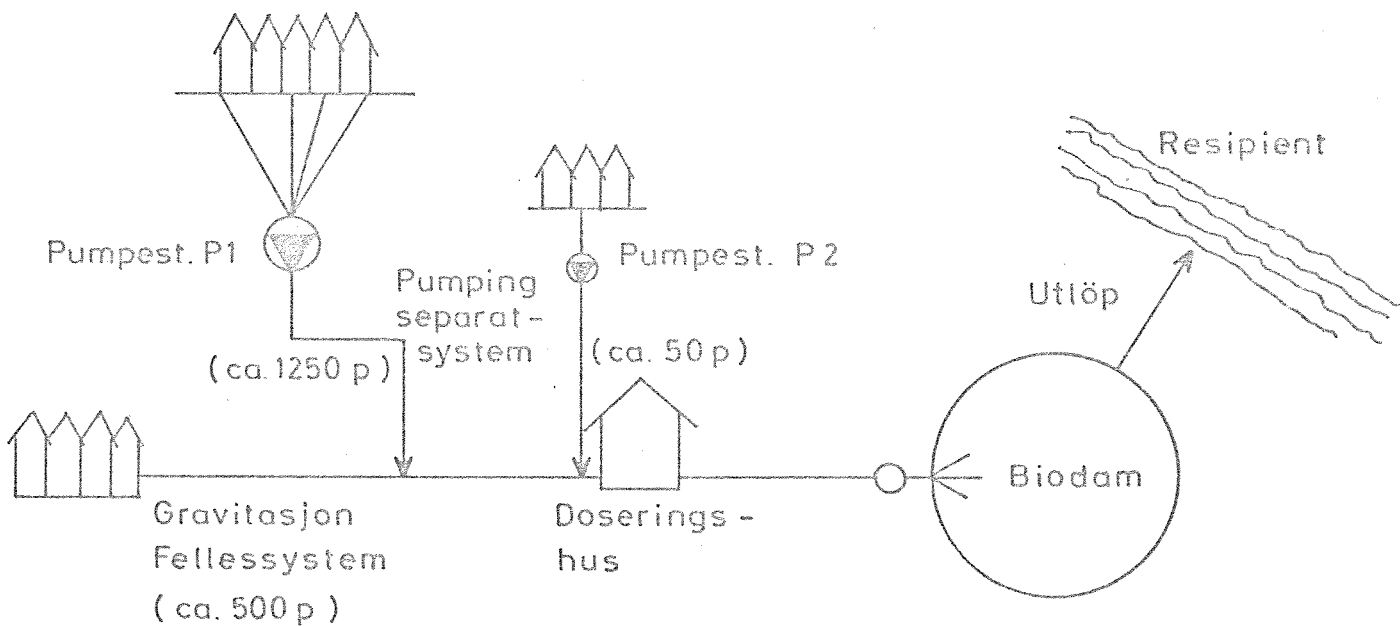 Resipient
Pumpest. P1
Pumpest. P2
Pumping
separat-
system
Utlöp
(ca. 1250 p)
(ca. 50 p)
Biodam
Gravitasjon
Fellessystem
(ca. 500 p)
Doserings-
hus